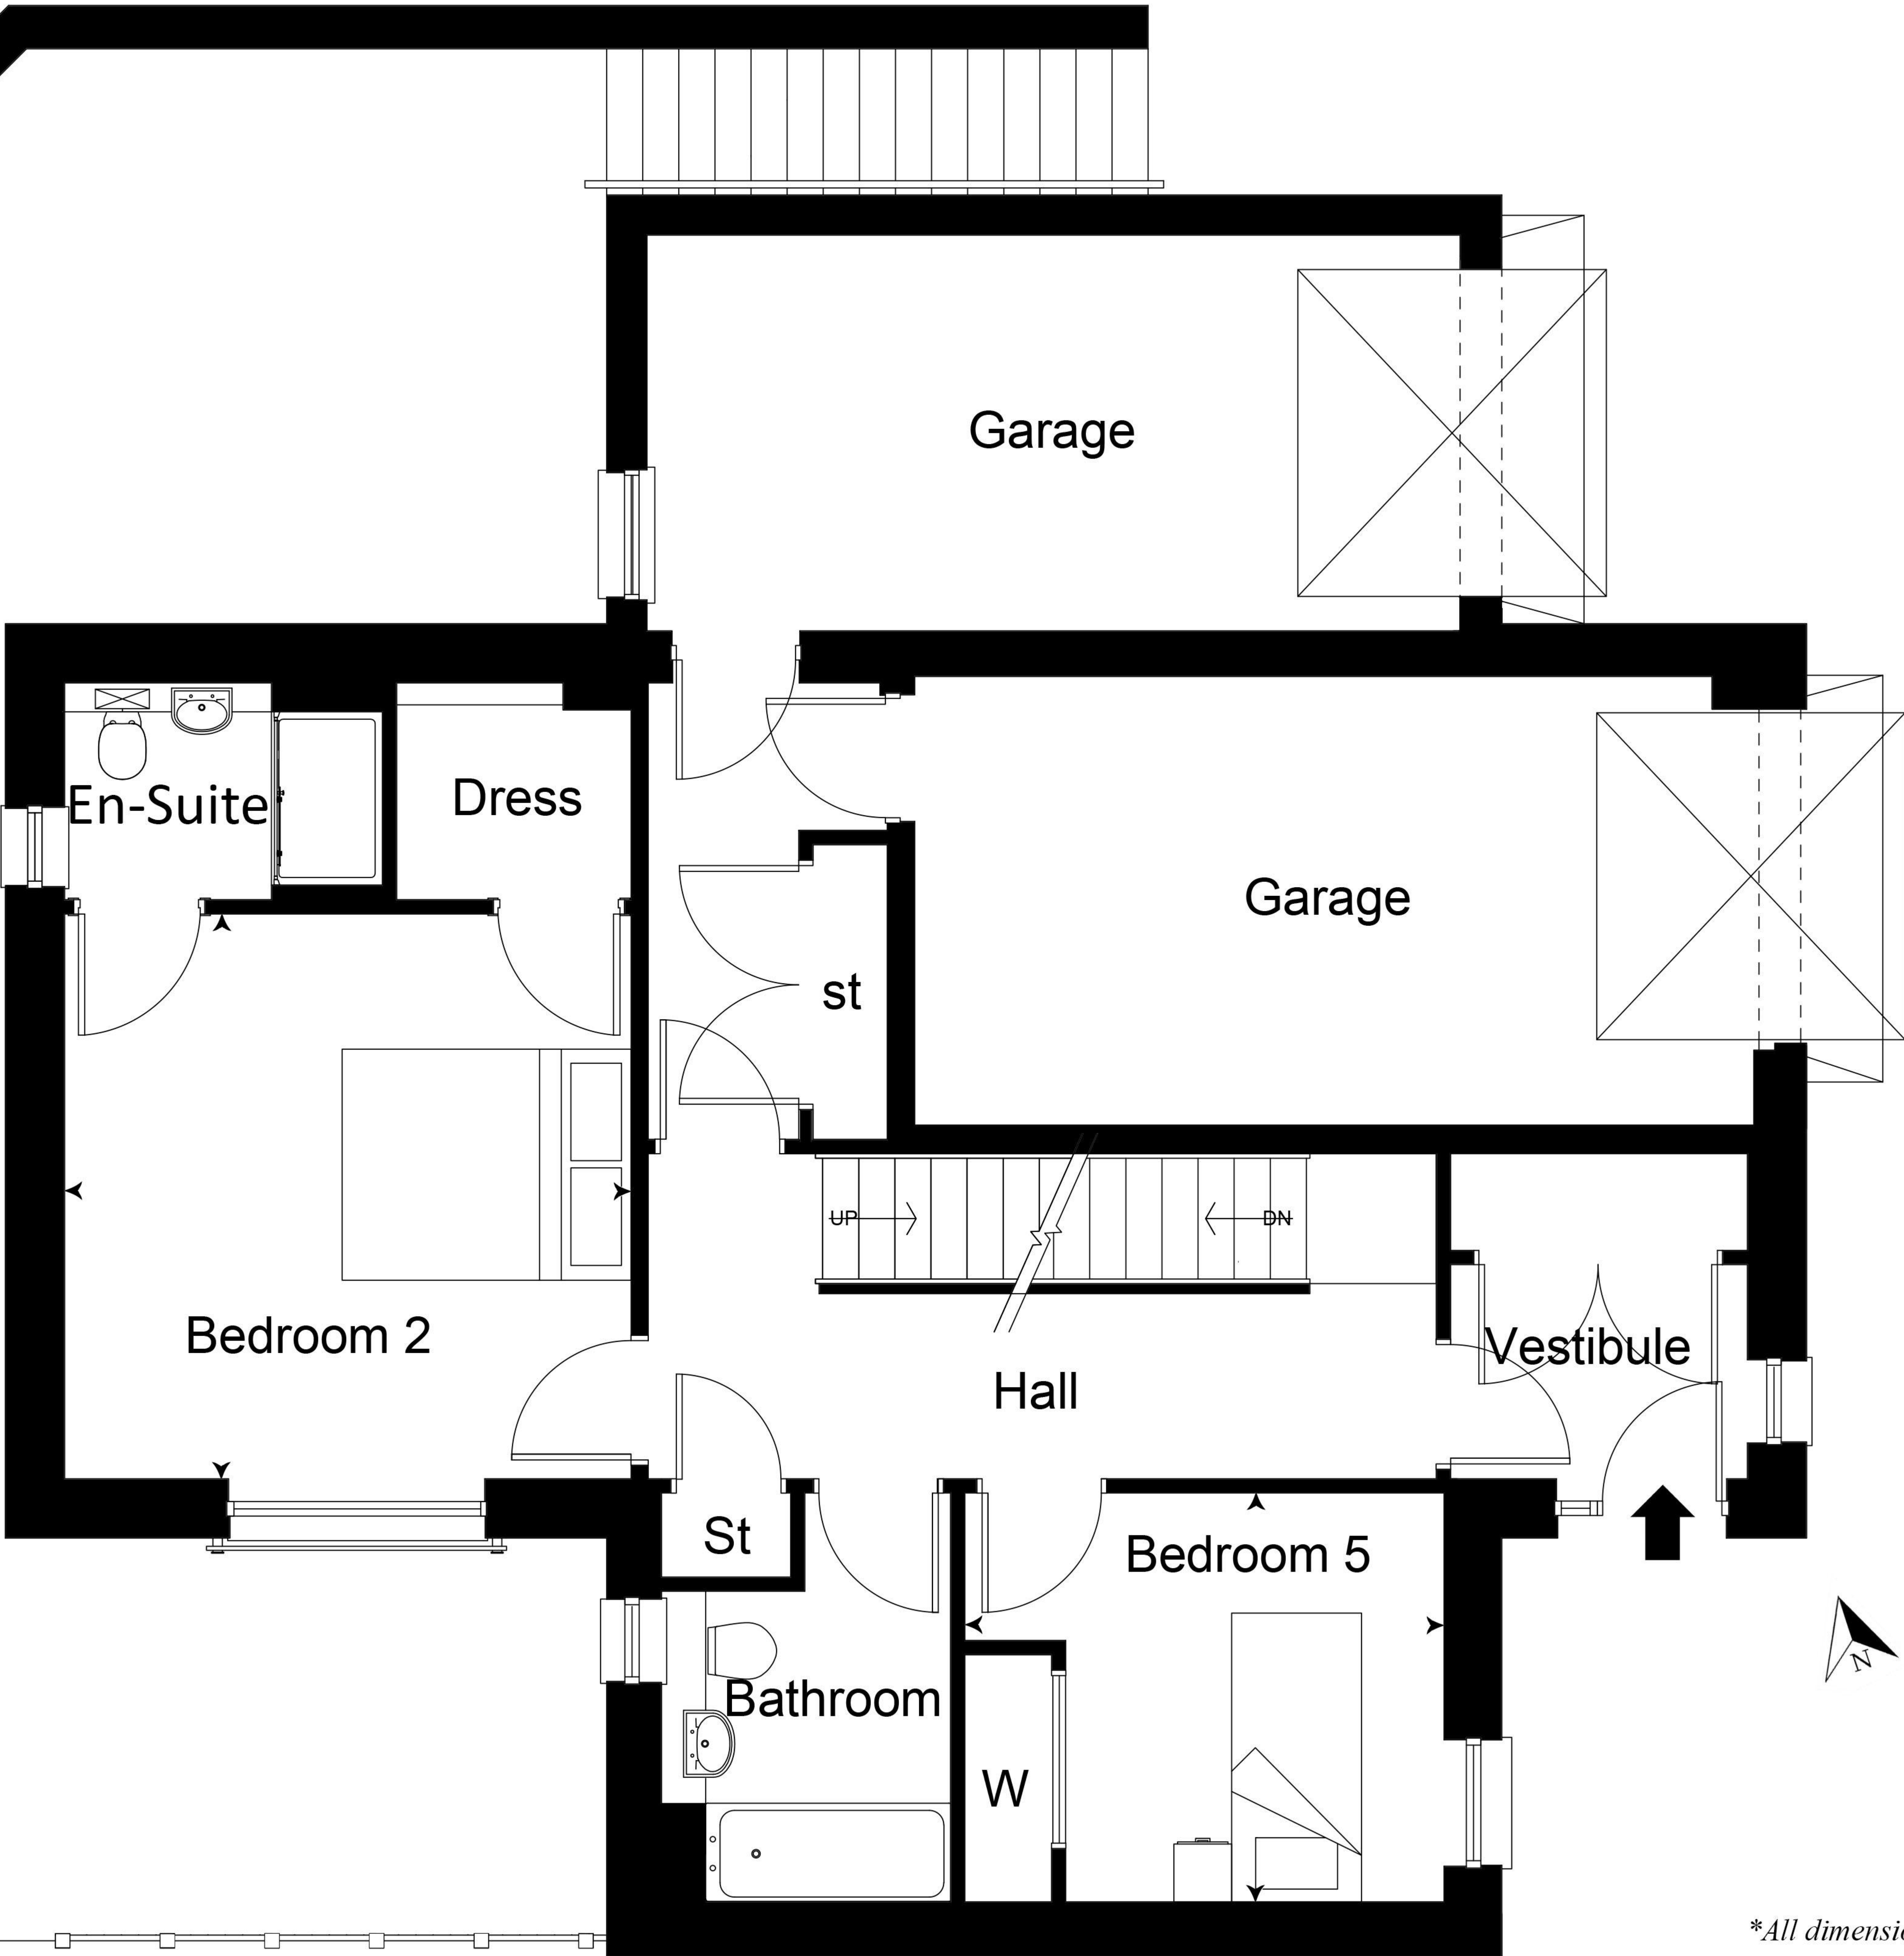 Garage
En-Suite
Dress
Garage
st
UP
DN
Bedroom 2
Vestibule
Hall
St
Bedroom 5
N
Bathroom
W
*All dimensi